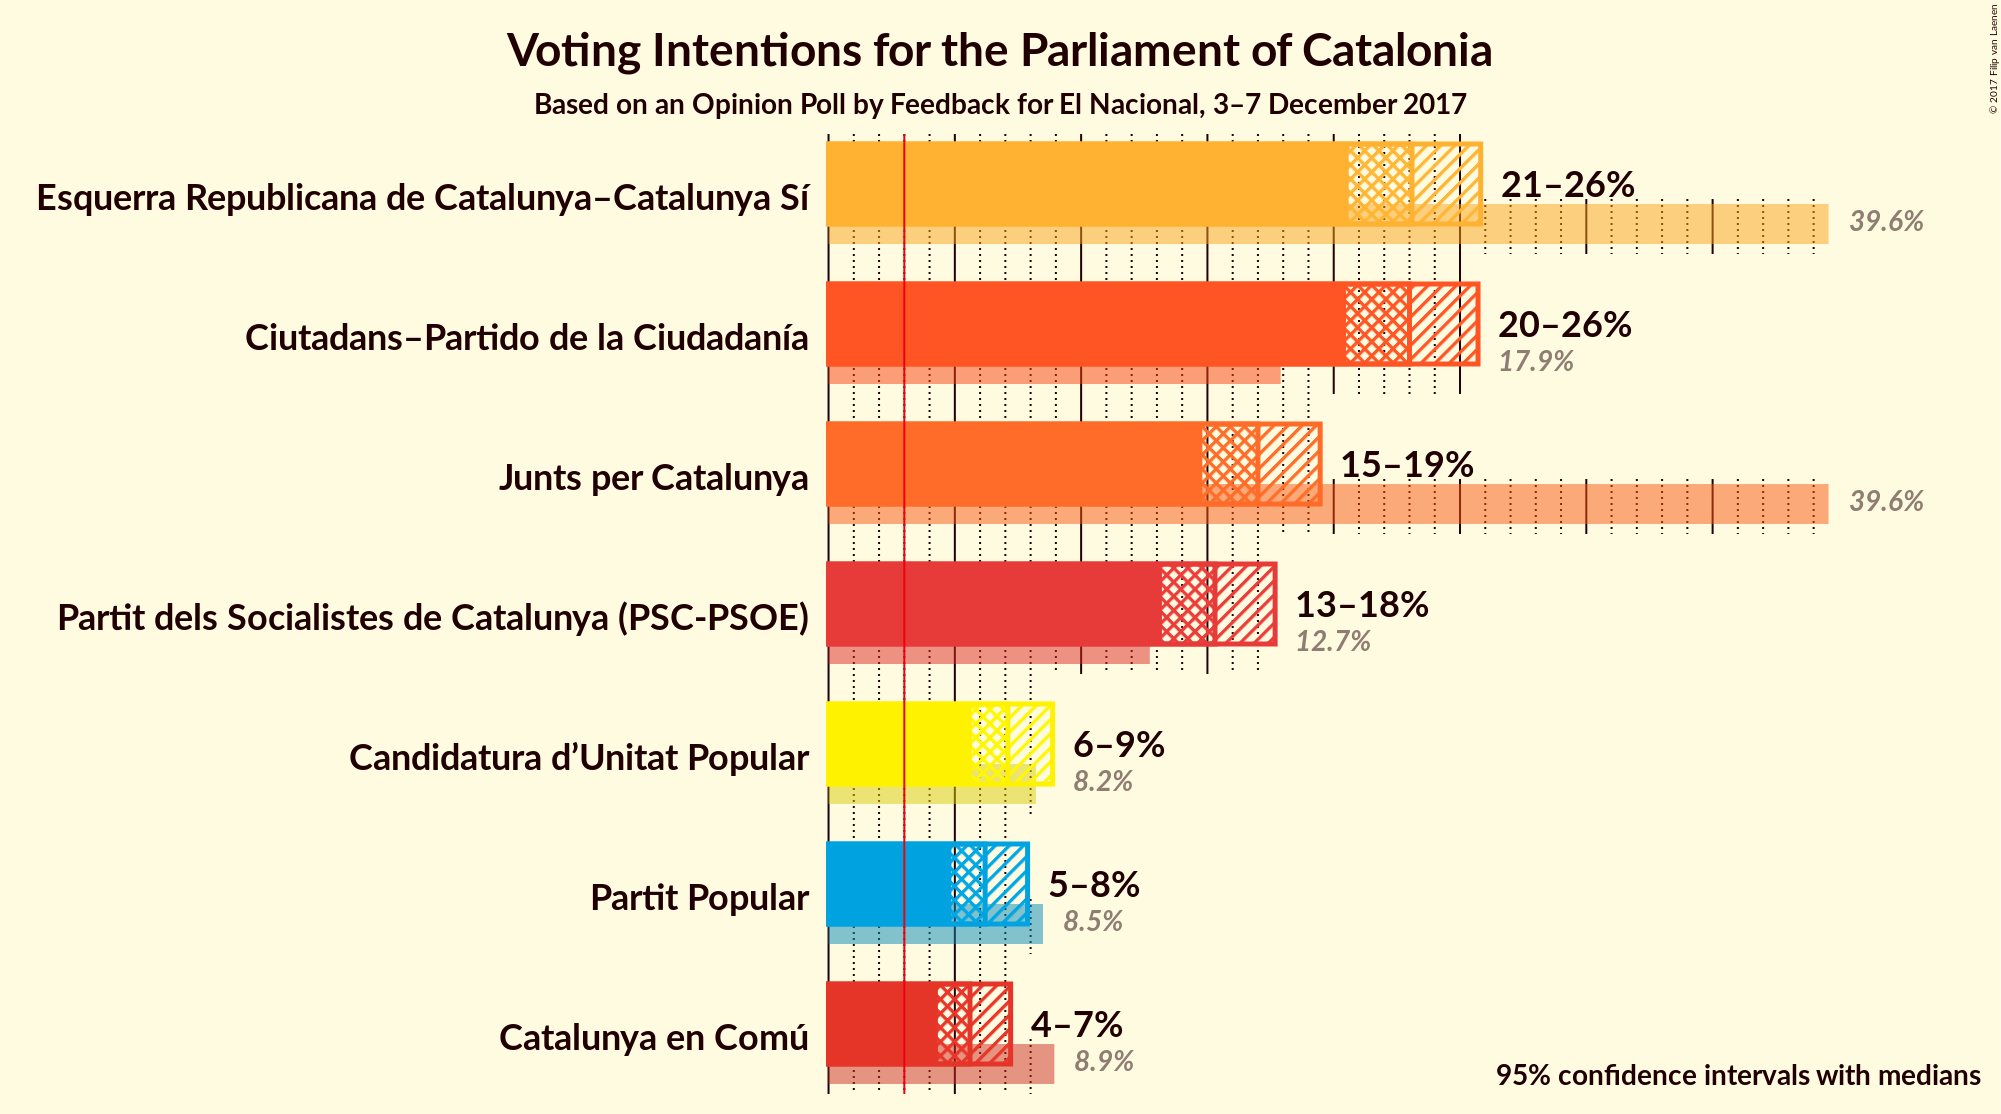 Voting Intentions for the Parliament of Catalonia
Based on an Opinion Poll by Feedback for El Nacional, 3–7 December 2017
© 2017 Filip van Laenen
Esquerra Republicana de Catalunya–Catalunya Sí
21–26%
39.6%
Ciutadans–Partido de la Ciudadanía
20–26%
17.9%
Junts per Catalunya
15–19%
39.6%
Partit dels Socialistes de Catalunya (PSC-PSOE)
13–18%
12.7%
Candidatura d’Unitat Popular
6–9%
8.2%
Partit Popular
5–8%
8.5%
Catalunya en Comú
4–7%
8.9%
95% confidence intervals with medians